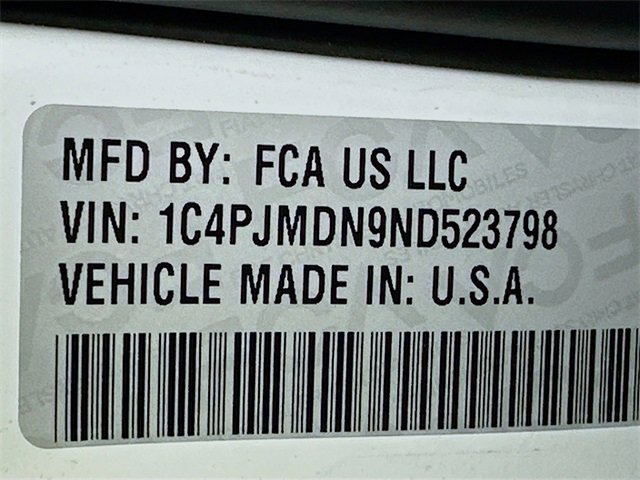 MFD BY: FCA US LLC
VIN: 1C4PJMDN9ND523798
VEHICLE MADE IN: U.S.A.